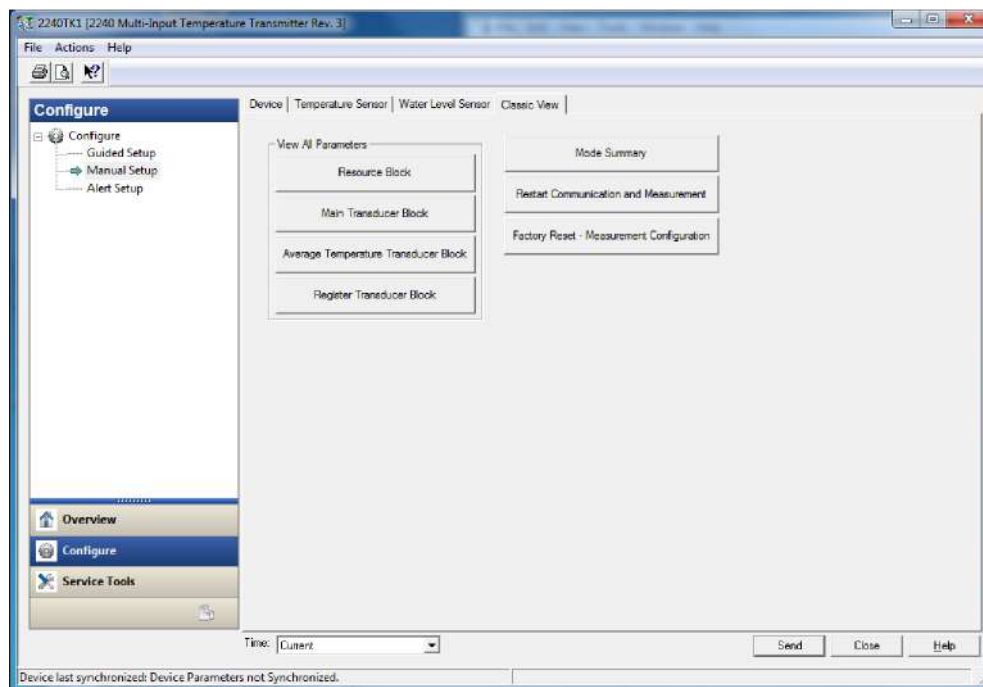 2240TK1 [2240 Multi-Input Temperature Transmitter Rev. 3]
File Actions Help
Configure
Configure
Guided Setup
Manual Setup
Alert Setup
Overview
Configure
Service Tools
Device Temperature Sensor Water Level Sensor Classic View
View All Parameters
Resource Block
Main Transducer Block
Average Temperature Transducer Block
Register Transducer Block
Mode Summary
Restart Communication and Measurement
Factory Reset - Measurement Configuration
Time: Current
Send Close Help
Device last synchronized: Device Parameters not Synchronized.